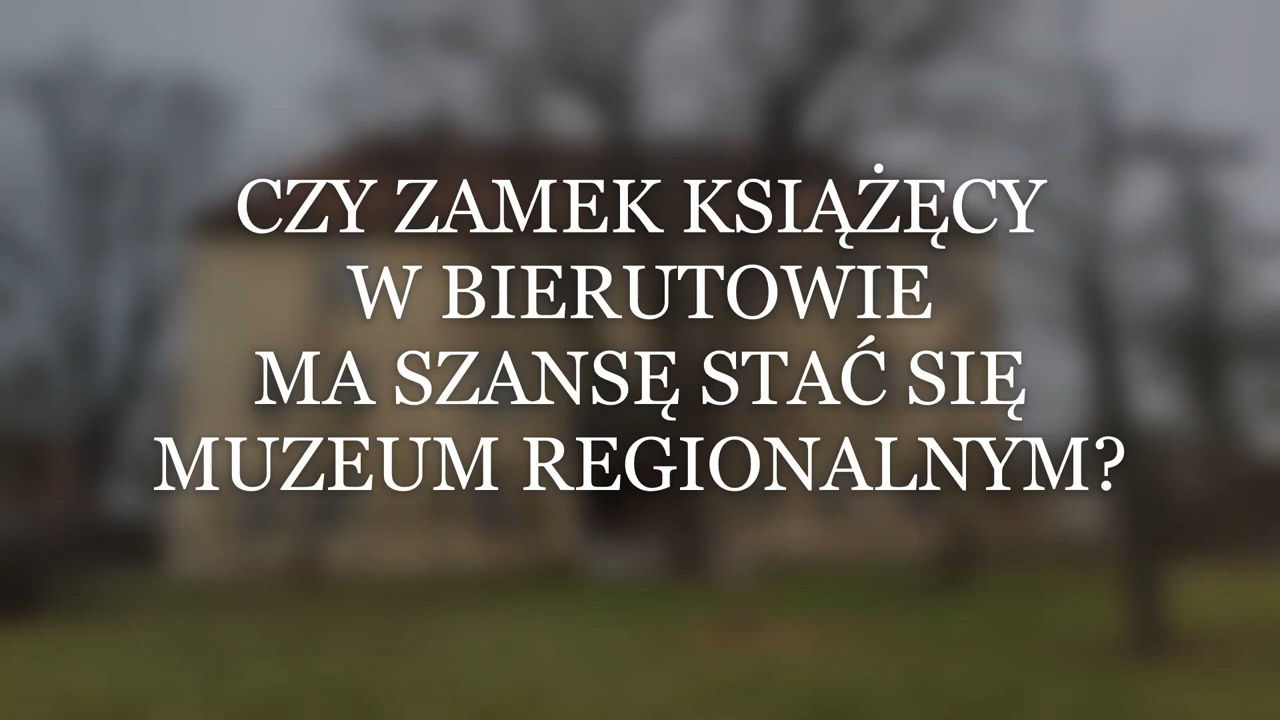 CZY ZAMEK KSIĄŻĘCY
W BIERUTOWIE
MA SZANSĘ STAĆ SIĘ
MUZEUM REGIONALNYM?